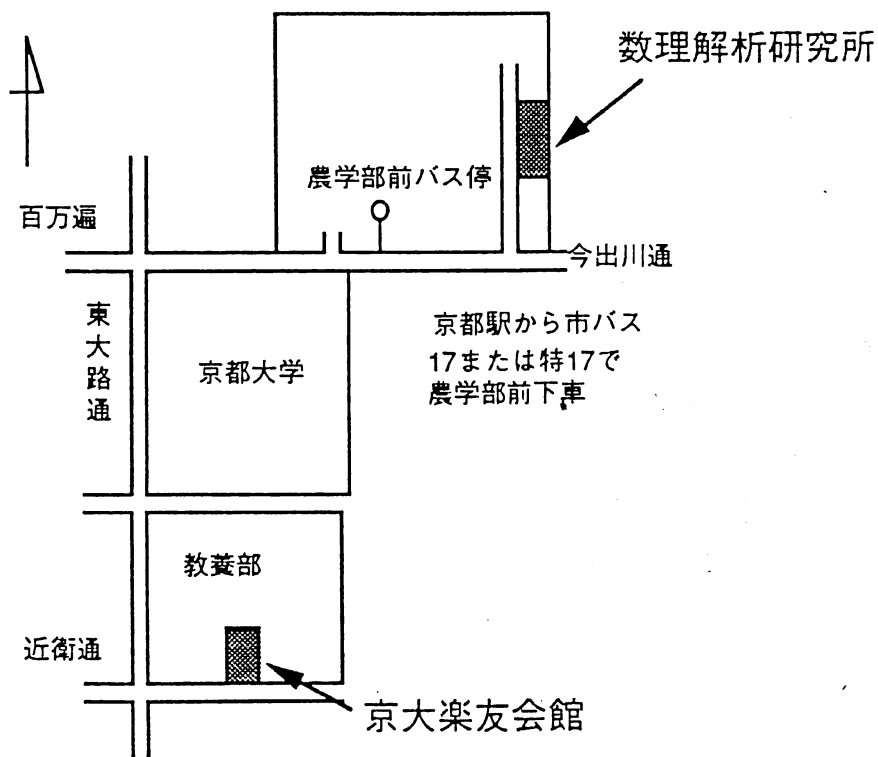 数理解析研究所
農学部前バス停
百万遍
今出川通
東大路通
京都大学
京都駅から市バス
17または特17で
農学部前下車
教養部
近衛通
京大楽友会館